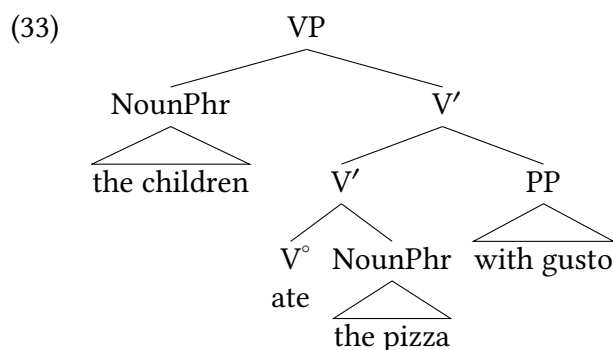 (33) VP
NounPhr V′
the children V′ PP
V° NounPhr with gusto
ate the pizza